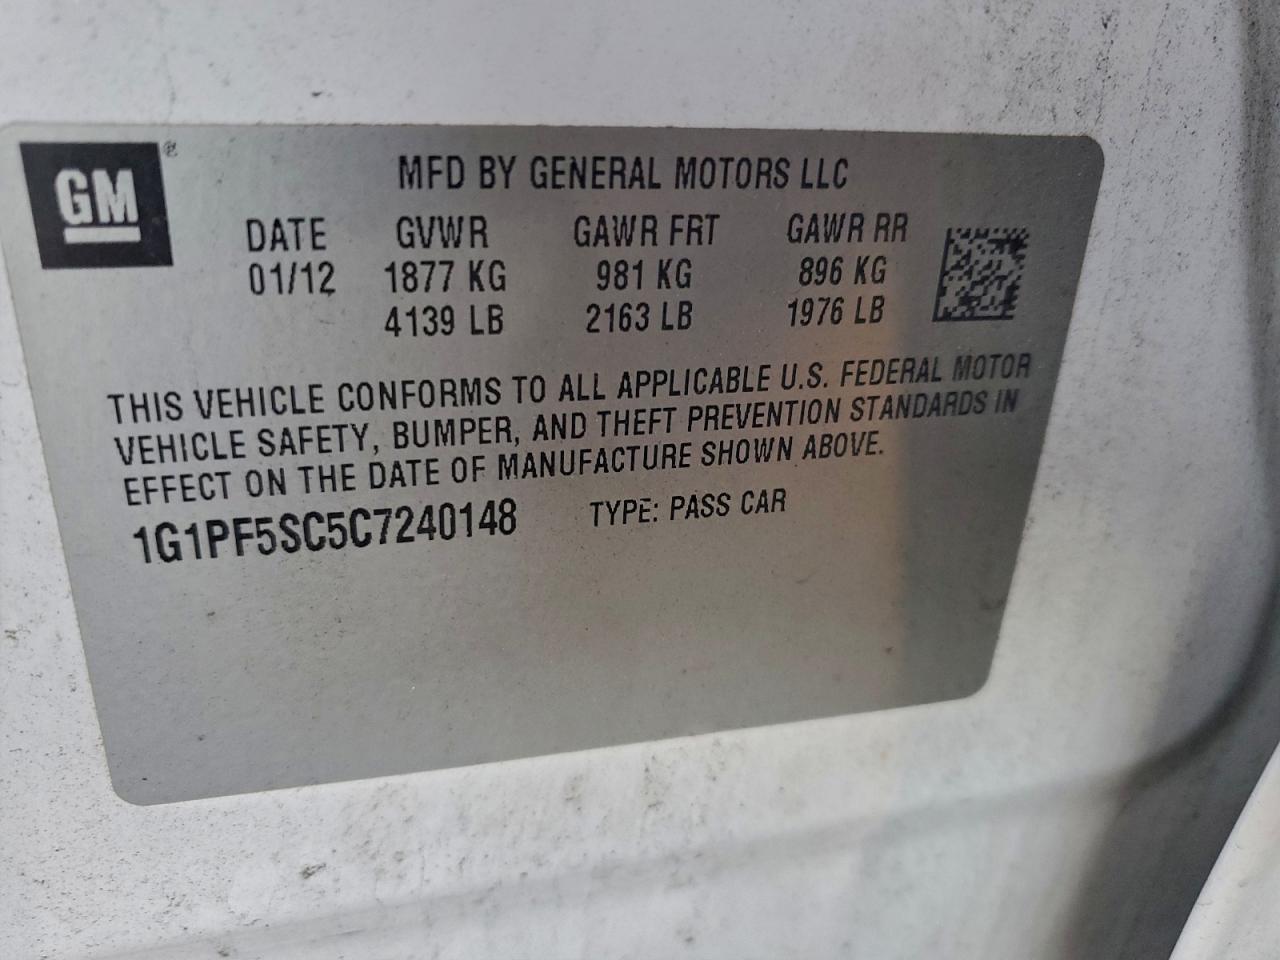 GM ®
MFD BY GENERAL MOTORS LLC
DATE GVWR GAWR FRT GAWR RR
01/12 1877 KG 981 KG 896 KG
4139 LB 2163 LB 1976 LB
THIS VEHICLE CONFORMS TO ALL APPLICABLE U.S. FEDERAL MOTOR
VEHICLE SAFETY, BUMPER, AND THEFT PREVENTION STANDARDS IN
EFFECT ON THE DATE OF MANUFACTURE SHOWN ABOVE.
1G1PF5SC5C7240148 TYPE: PASS CAR